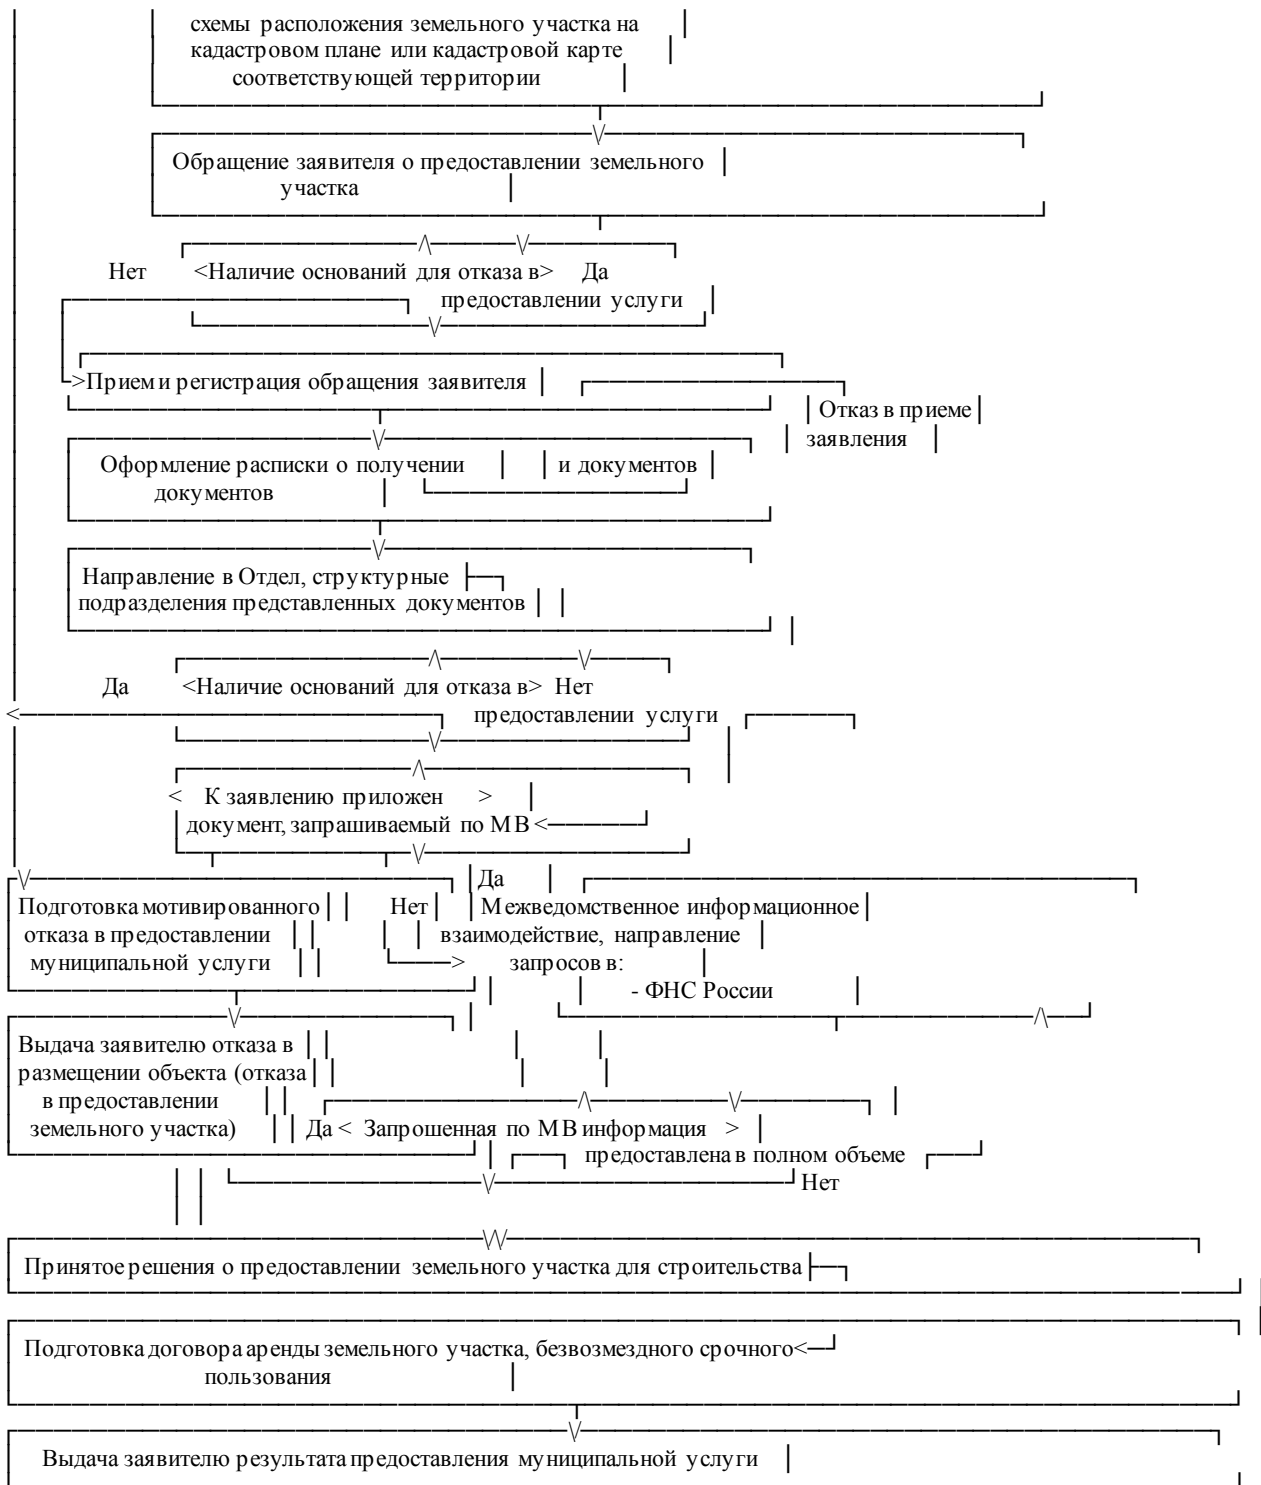 схемы расположения земельного участка на
кадастровом плане или кадастровой карте
соответствующей территории
Обращение заявителя о предоставлении земельного
участка
Нет <Наличие оснований для отказа в> Да
предоставлении услуги
>Прием и регистрация обращения заявителя
Отказ в приеме
заявления
Оформление расписки о получении и документов
документов
Направление в Отдел, структурные
подразделения представленных документов
Да <Наличие оснований для отказа в> Нет
предоставлении услуги
< К заявлению приложен >
документ, запрашиваемый по МВ <
Да
Подготовка мотивированного Нет Межведомственное информационное
отказа в предоставлении взаимодействие, направление
муниципальной услуги > запросов в:
- ФНС России
Выдача заявителю отказа в
размещении объекта (отказа
в предоставлении
земельного участка) Да < Запрошенная по МВ информация >
предоставлена в полном объеме
Нет
Принятое решения о предоставлении земельного участка для строительства
Подготовка договора аренды земельного участка, безвозмездного срочного<
пользования
Выдача заявителю результата предоставления муниципальной услуги